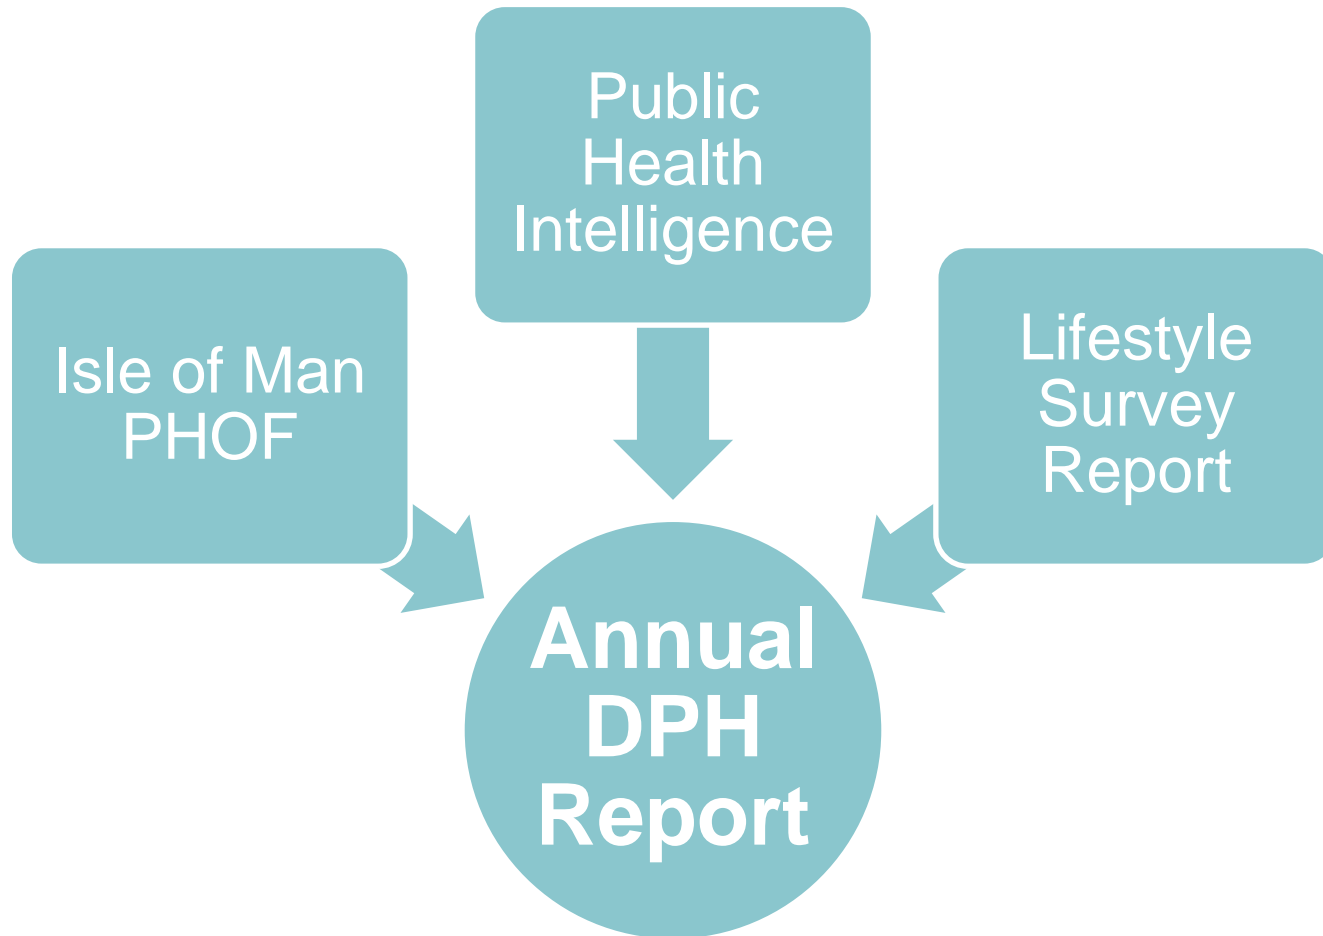 Public
Health
Intelligence
Isle of Man
PHOF
Lifestyle
Survey
Report
Annual
DPH
Report